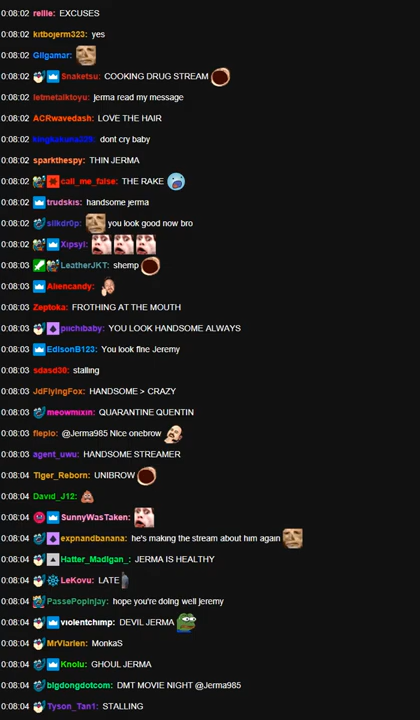 0:08:02 rellie: EXCUSES
0:08:02 kitbojerm323: yes
0:08:02 Gilgamar:
0:08:02 5naketsu: COOKING DRUG STREAM
0:08:02 letmetalktoyu: jerma read my message
0:08:02 ACRwavedash: LOVE THE HAIR
0:08:02 dont cry baby
0:08:02 sparkthespy: THIN JERMA
0:08:02 call_me_false: THE RAKE
0:08:02 trudskis: handsome jerma
0:08:02 silkdr0p: you look good now bro
0:08:02 Xipsyl:
0:08:03 LeatherJKT: shemp
0:08:03 Aliencandy:
0:08:03 Zeptoka: FROTHING AT THE MOUTH
0:08:03 piichibaby: YOU LOOK HANDSOME ALWAYS
0:08:03 EdisonB123: You look fine Jeremy
0:08:03 sdasd30: stalling
0:08:03 JdFlyingFox: HANDSOME > CRAZY
0:08:03 meowmixin: QUARANTINE QUENTIN
0:08:03 fieplo: @Jerma985 Nice onebrow
0:08:03 agent_uwu: HANDSOME STREAMER
0:08:04 Tiger_Reborn: UNIBROW
0:08:04 David_J12:
0:08:04 SunnyWasTaken:
0:08:04 expnandbanana: he's making the stream about him again
0:08:04 Hatter_Madigan_: JERMA IS HEALTHY
0:08:04 LeKovu: LATE
0:08:04 PassePopinjay: hope you're doing well jeremy
0:08:04 violentchimp: DEVIL JERMA
0:08:04 MrViarlen: MonkaS
0:08:04 Knolu: GHOUL JERMA
0:08:04 bigdongdotcom: DMT MOVIE NIGHT @Jerma985
0:08:04 Tyson_Tan1: STALLING